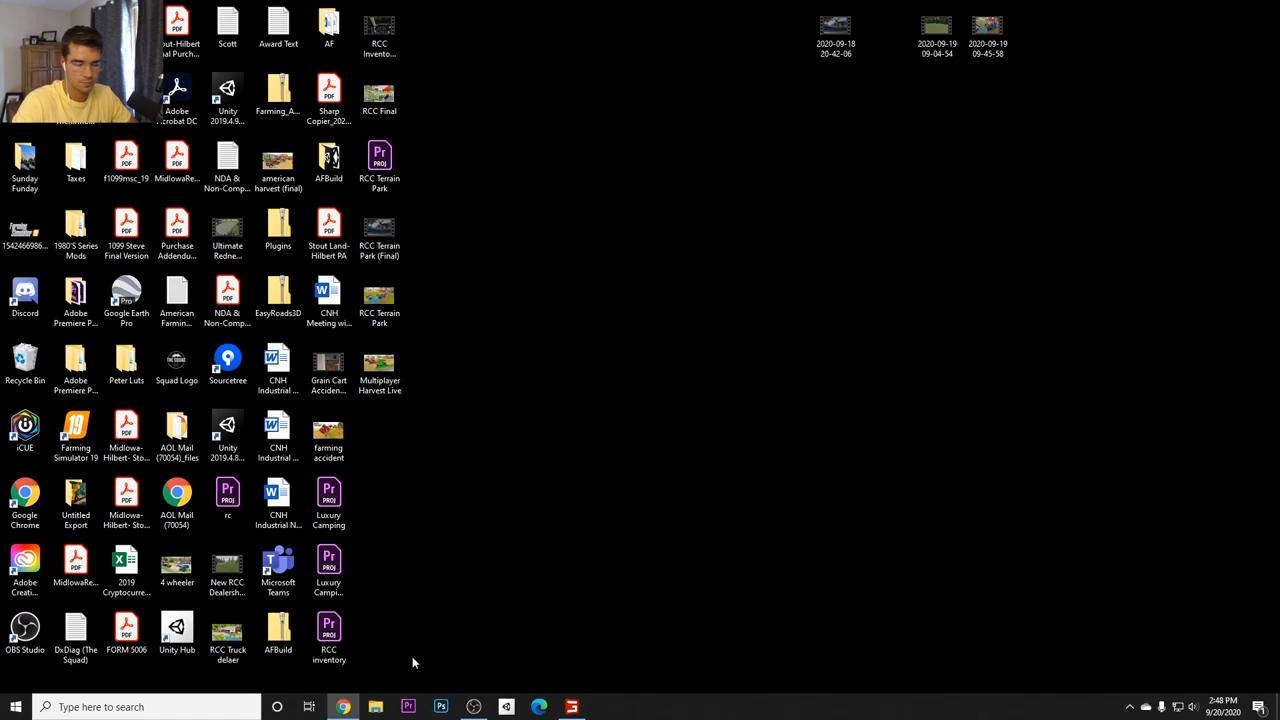 out-Hilbert
al Purch...
Adobe
Acrobat DC
Sunday
Funday
1542466986...
Discord
Recycle Bin
iCUE
Google
Chrome
Adobe
Creati...
OBS Studio
Taxes
1980'S Series
Mods
Adobe
Premiere P...
Adobe
Premiere P...
Farming
Simulator 19
Untitled
Export
MidlowaRe...
DxDiag (The
Squad)
f1099msc_19
1099 Steve
Final Version
Google Earth
Pro
Peter Luts
Midlowa-
Hilbert- Sto...
Midlowa-
Hilbert- Sto...
2019
Cryptocurre...
FORM 5006
MidlowaRe...
Purchase
Addendu...
American
Farmin...
Squad Logo
AOL Mail
(70054)_files
AOL Mail
(70054)
4 wheeler
Unity Hub
Scott
Unity
2019.4.9...
NDA &
Non-Comp...
Ultimate
Redne...
NDA &
Non-Comp...
Sourcetree
Unity
2019.4.8...
rc
New RCC
Dealersh...
RCC Truck
delaer
Award Text
Farming_A...
american
harvest (final)
Plugins
EasyRoads3D
CNH
Industrial ...
CNH
Industrial ...
CNH
Industrial N...
Microsoft
Teams
AFBuild
AF
Sharp
Copier_202...
AFBuild
Stout Land-
Hilbert PA
CNH
Meeting wi...
Grain Cart
Acciden...
farming
accident
Luxury
Camping
Luxury
Campi...
RCC
inventory
RCC
Invento...
RCC Final
RCC Terrain
Park
RCC Terrain
Park (Final)
RCC Terrain
Park
Multiplayer
Harvest Live
2020-09-18
20-42-06
2020-09-19
09-04-54
2020-09-19
09-45-58
Type here to search
2:48 PM
9/20/2020